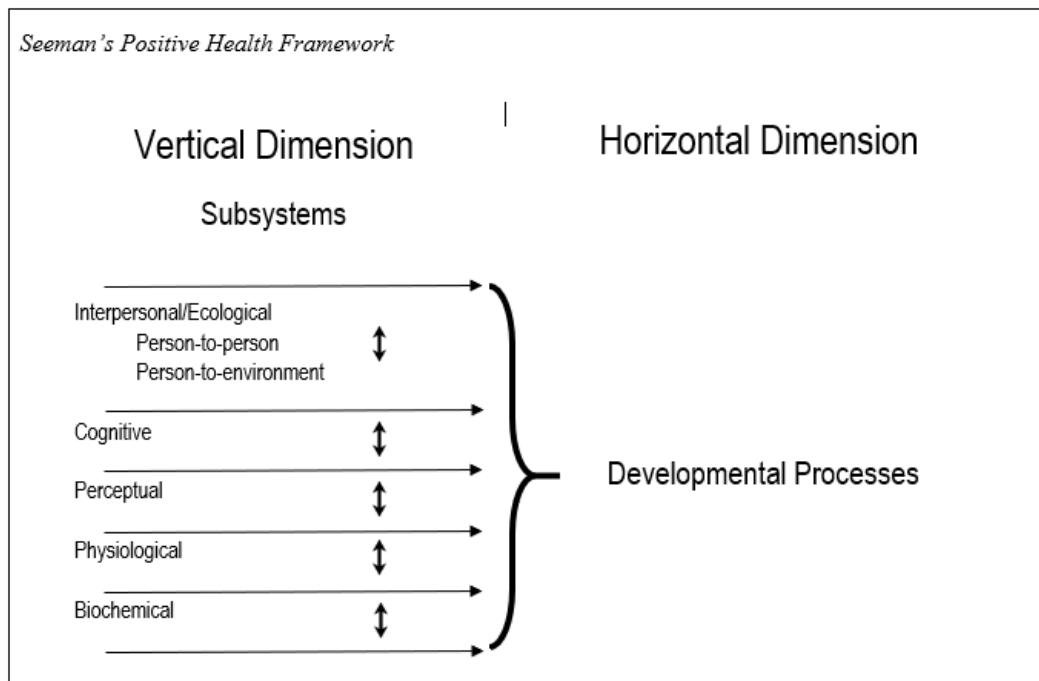 Seeman’s Positive Health Framework
Vertical Dimension
Horizontal Dimension
Subsystems
Interpersonal/Ecological
Person-to-person
Person-to-environment
Cognitive
Perceptual
Physiological
Biochemical
Developmental Processes